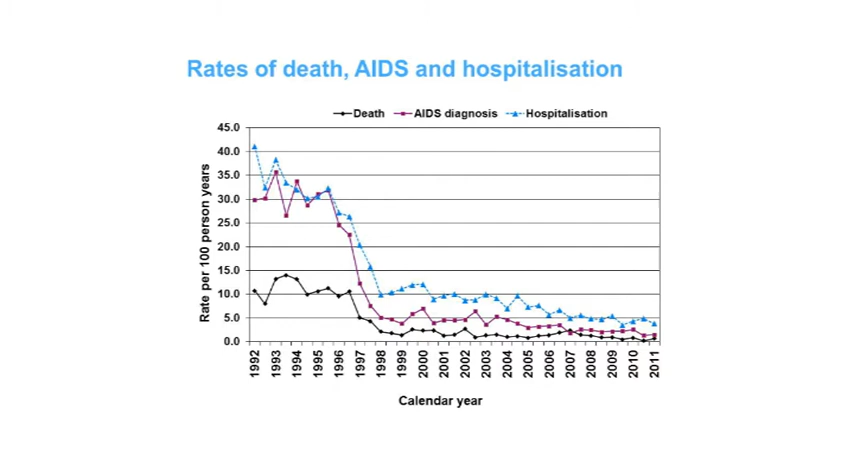 Rates of death, AIDS and hospitalisation
Death AIDS diagnosis Hospitalisation
45.0
40.0
35.0
30.0
25.0
20.0
15.0
10.0
5.0
0.0
Rate per 100 person years
1992 1993 1994 1995 1996 1997 1998 1999 2000 2001 2002 2003 2004 2005 2006 2007 2008 2009 2010 2011
Calendar year